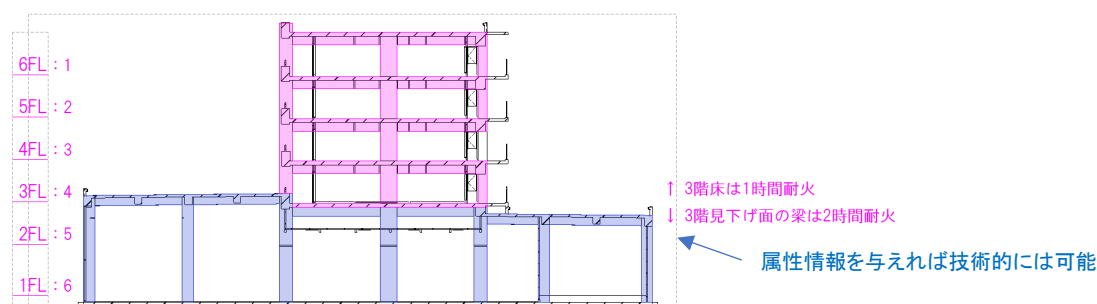 6FL：1
5FL：2
4FL：3
3FL：4
↑ 3階床は1時間耐火
↓ 3階見下げ面の梁は2時間耐火
2FL：5
属性情報を与えれば技術的には可能
1FL：6